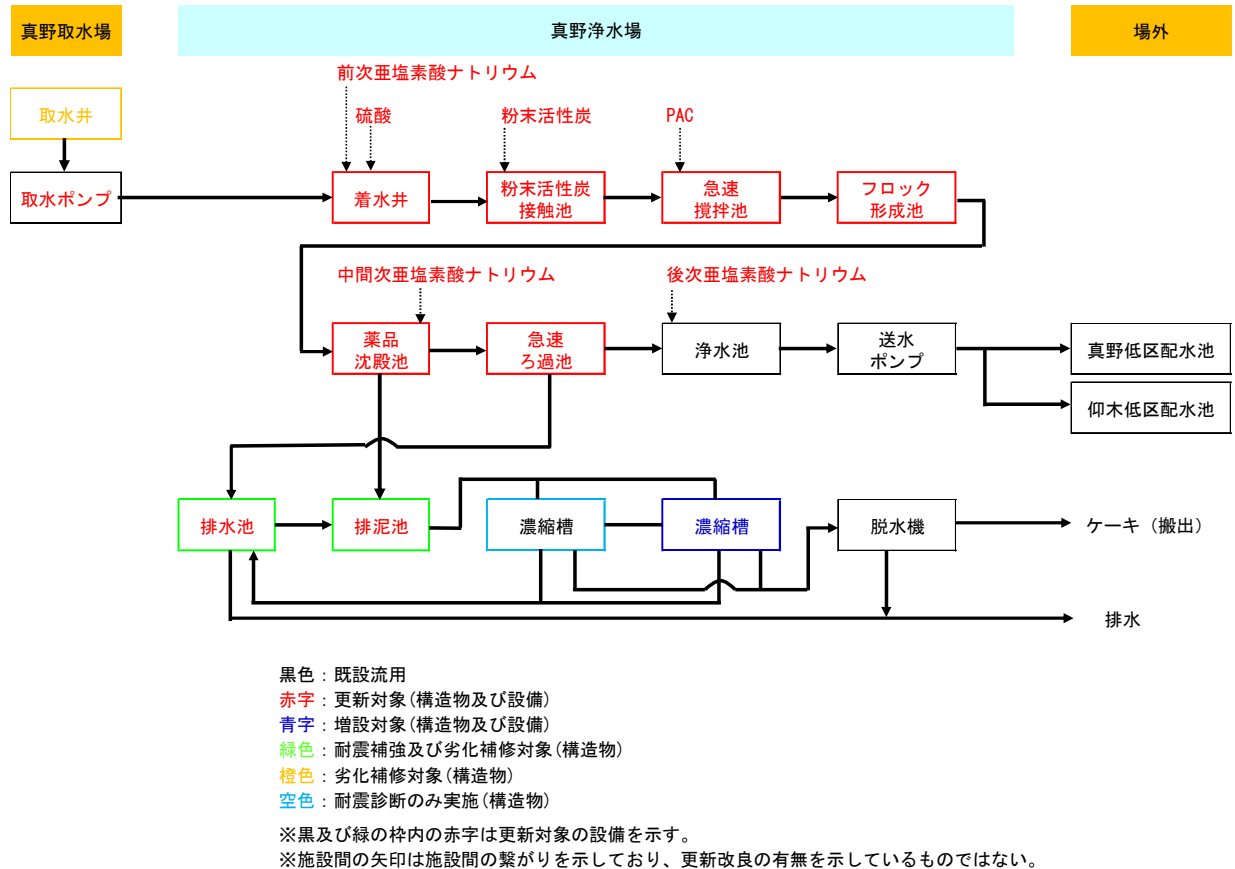 真野取水場
真野浄水場
場外
前次亜塩素酸ナトリウム
取水井
硫酸
粉末活性炭
PAC
取水ポンプ
着水井
粉末活性炭
接触池
急速
撹拌池
フロック
形成池
中間次亜塩素酸ナトリウム
後次亜塩素酸ナトリウム
薬品
沈殿池
急速
ろ過池
浄水池
送水
ポンプ
真野低区配水池
仰木低区配水池
排水池
排泥池
濃縮槽
濃縮槽
脱水機
ケーキ（搬出）
排水
黒色：既設流用
赤字：更新対象(構造物及び設備)
青字：増設対象(構造物及び設備)
緑色：耐震補強及び劣化補修対象(構造物)
橙色：劣化補修対象(構造物)
空色：耐震診断のみ実施(構造物)
※黒及び緑の枠内の赤字は更新対象の設備を示す。
※施設間の矢印は施設間の繋がりを示しており、更新改良の有無を示しているものではない。